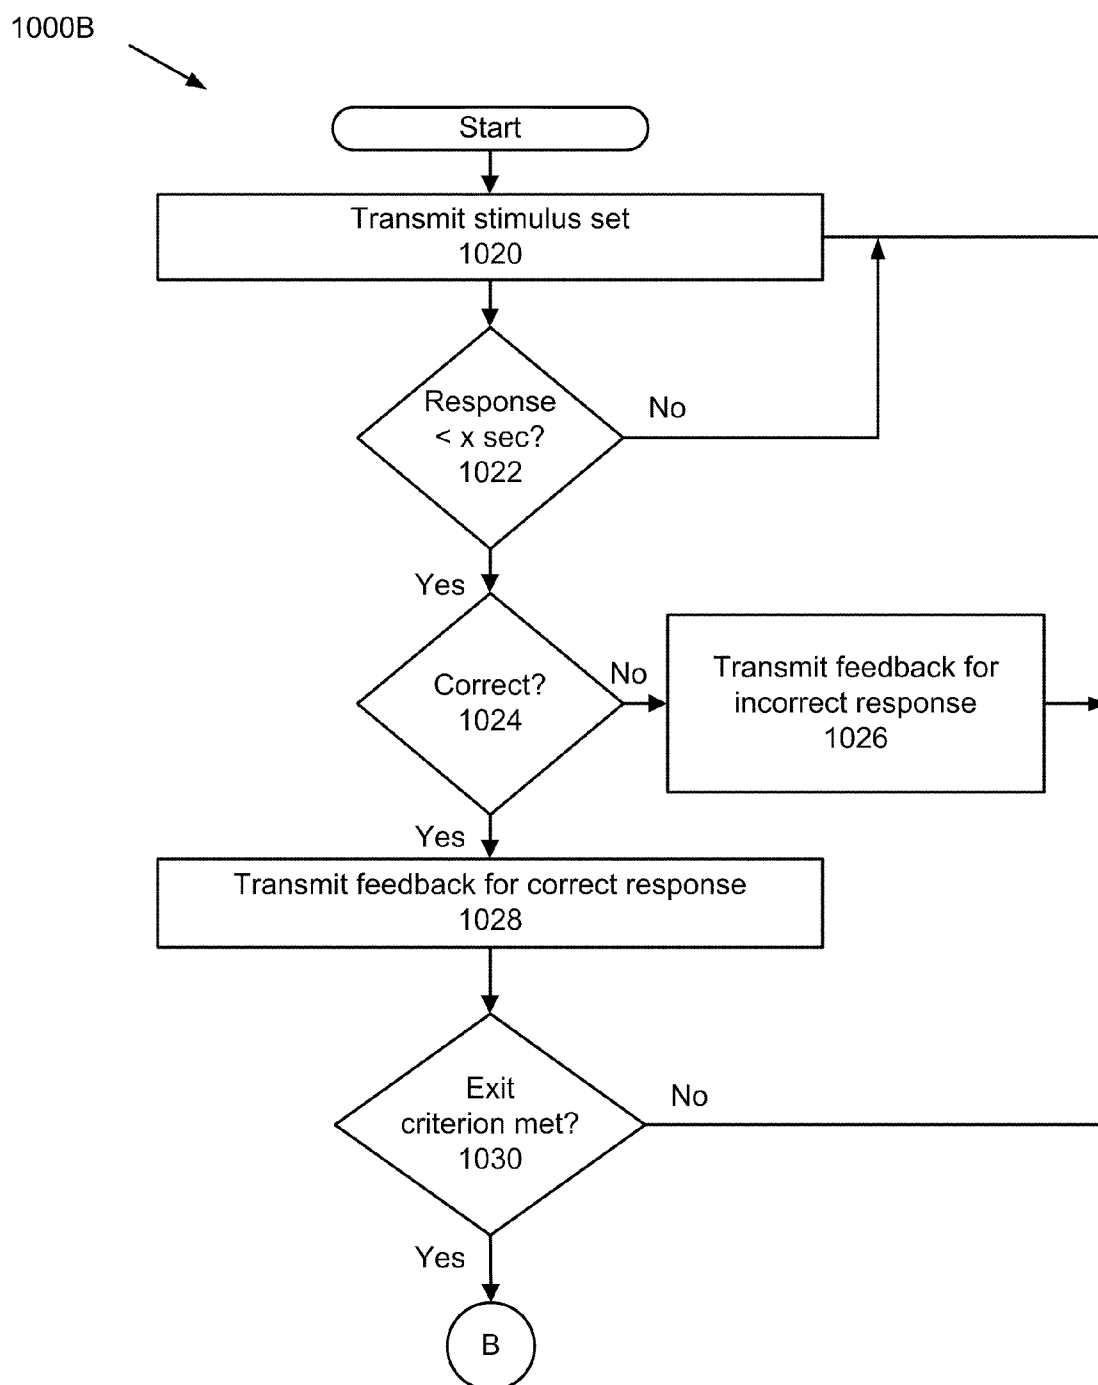 1000B
Start
Transmit stimulus set
1020
Response
< x sec?
1022
No
Yes
Correct?
1024
No
Transmit feedback for
incorrect response
1026
Yes
Transmit feedback for correct response
1028
Exit
criterion met?
1030
No
Yes
B